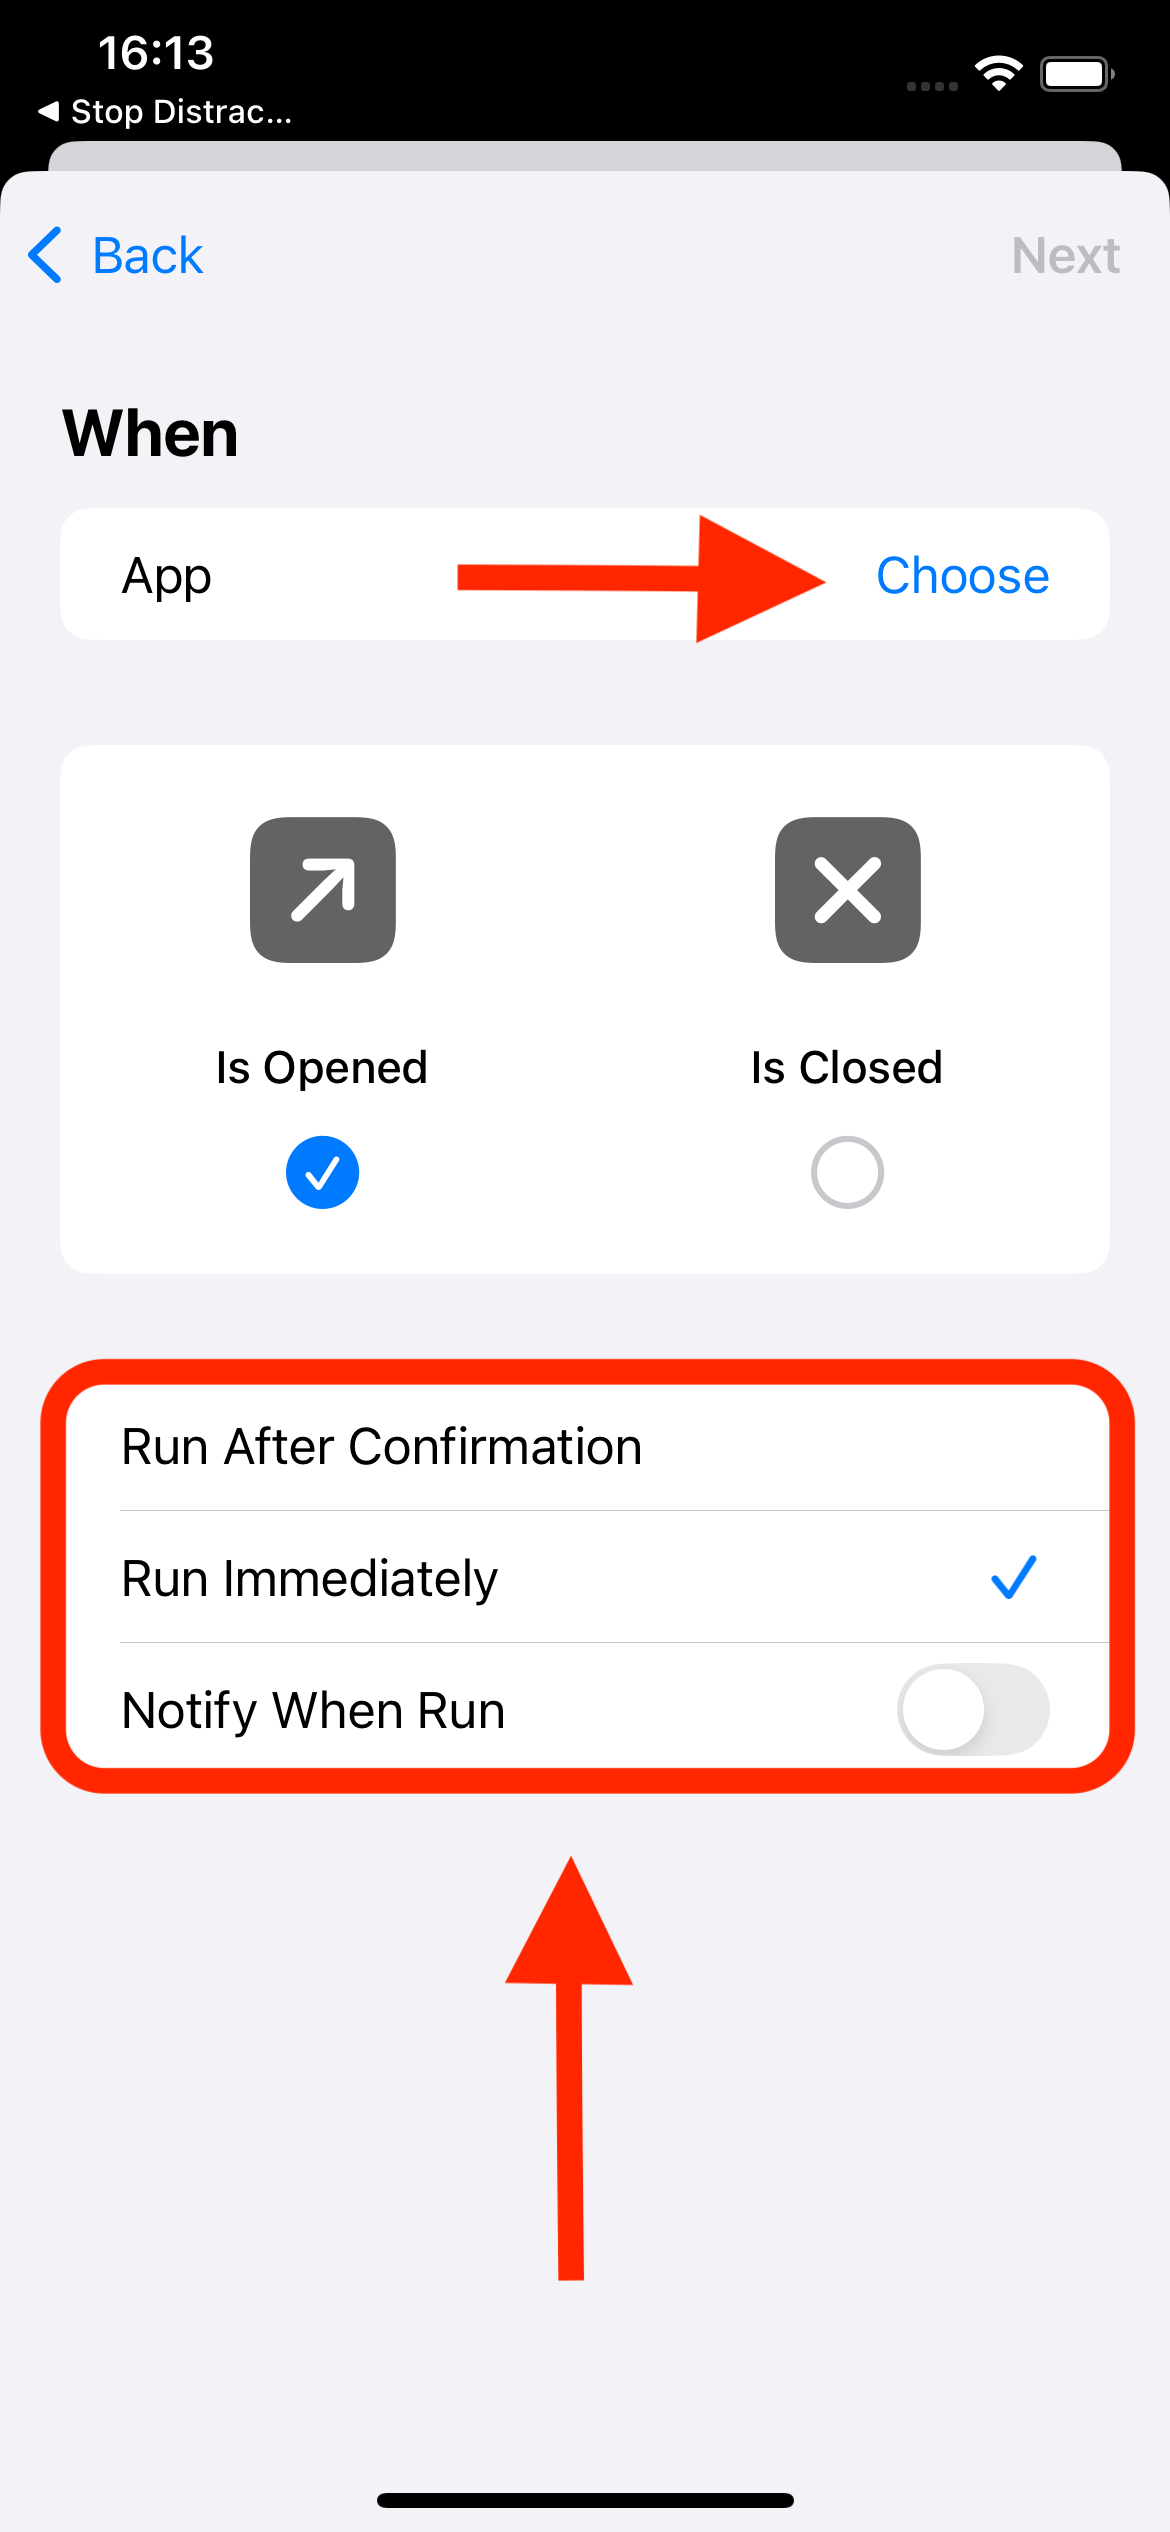 16:13
Stop Distrac...
Back
Next
When
App
Choose
Is Opened
Is Closed
Run After Confirmation
Run Immediately
Notify When Run